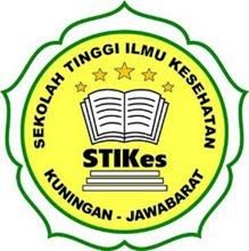 SEKOLAH TINGGI ILMU KESEHATAN
STIKes
KUNINGAN - JAWABARAT